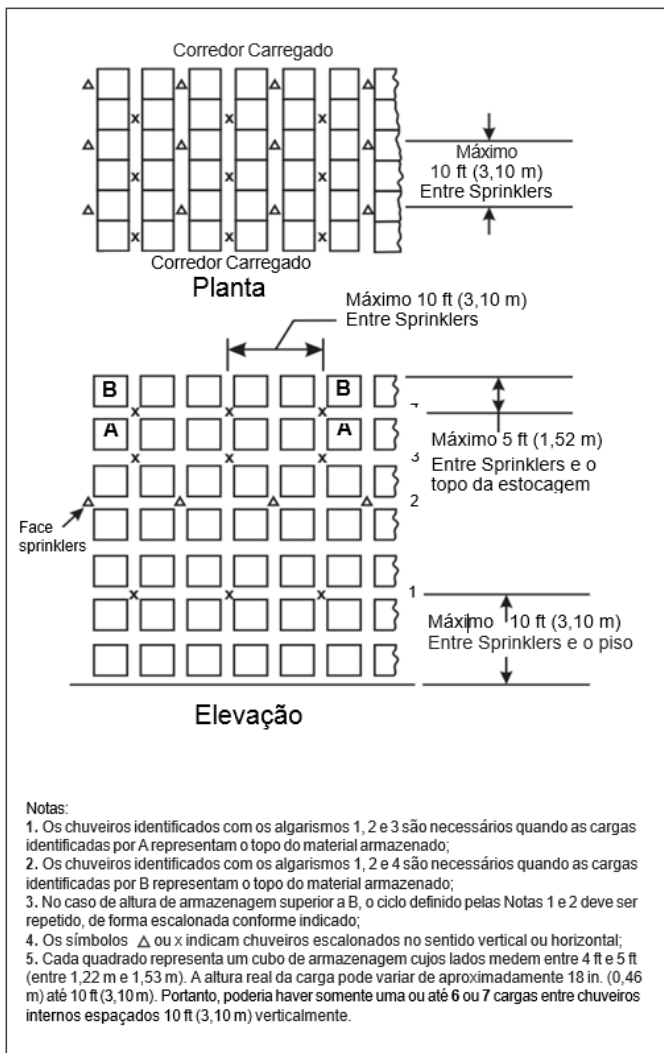 Corredor Carregado
Máximo
10 ft (3,10 m)
Entre Sprinklers
Corredor Carregado
Planta
Máximo 10 ft (3,10 m)
Entre Sprinklers
B B
A A
3
2
1
Máximo 5 ft (1,52 m)
Entre Sprinklers e o
topo da estocagem
Face
sprinklers
Máximo 10 ft (3,10 m)
Entre Sprinklers e o piso
Elevação
Notas:
1. Os chuveiros identificados com os algarismos 1, 2 e 3 são necessários quando as cargas
identificadas por A representam o topo do material armazenado;
2. Os chuveiros identificados com os algarismos 1, 2 e 4 são necessários quando as cargas
identificadas por B representam o topo do material armazenado;
3. No caso de altura de armazenagem superior a B, o ciclo definido pelas Notas 1 e 2 deve ser
repetido, de forma escalonada conforme indicado;
4. Os símbolos △ ou x indicam chuveiros escalonados no sentido vertical ou horizontal;
5. Cada quadrado representa um cubo de armazenagem cujos lados medem entre 4 ft e 5 ft
(entre 1,22 m e 1,53 m). A altura real da carga pode variar de aproximadamente 18 in. (0,46
m) até 10 ft (3,10 m). Portanto, poderia haver somente uma ou até 6 ou 7 cargas entre chuveiros
internos espaçados 10 ft (3,10 m) verticalmente.